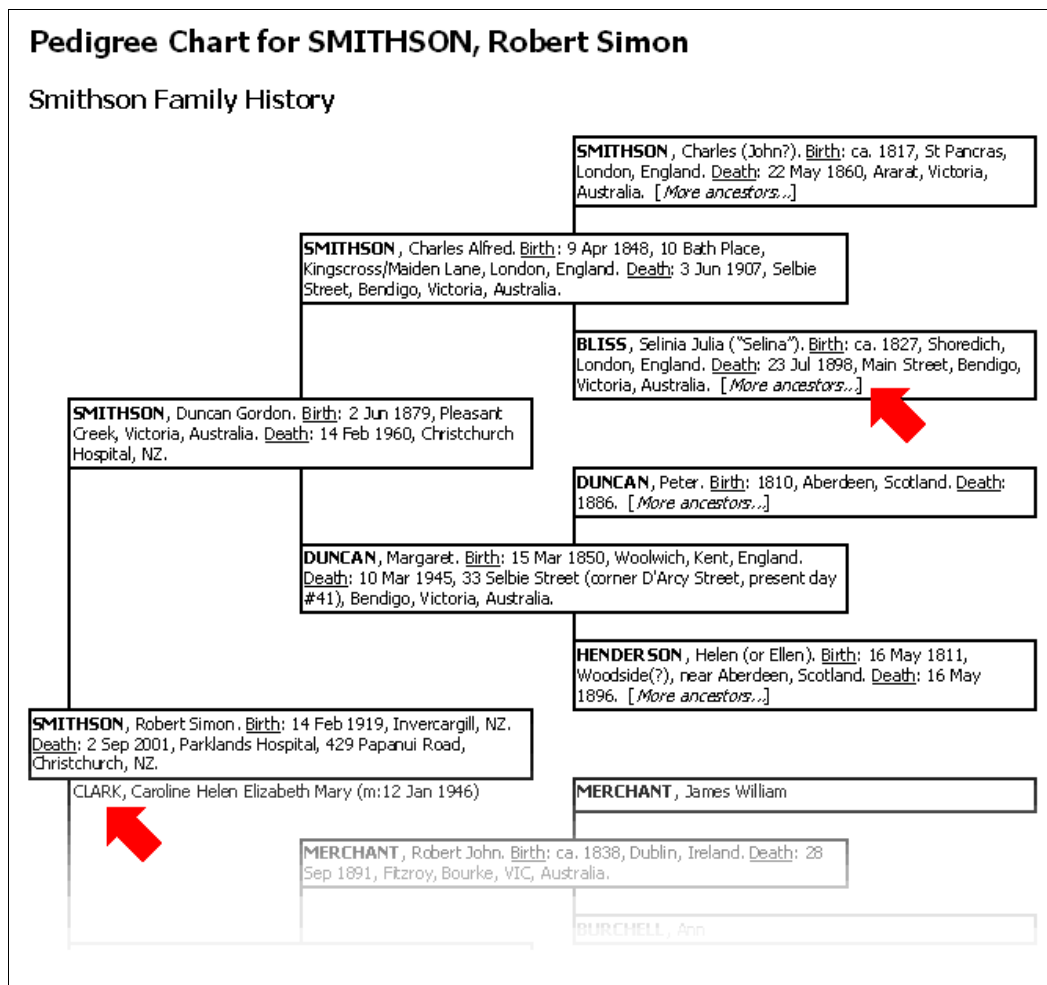 Pedigree Chart for SMITHSON, Robert Simon
Smithson Family History
SMITHSON, Charles (John?). Birth: ca. 1817, St Pancras,
London, England. Death: 22 May 1860, Ararat, Victoria,
Australia. [More ancestors...]
SMITHSON, Charles Alfred. Birth: 9 Apr 1848, 10 Bath Place,
Kingscross/Maiden Lane, London, England. Death: 3 Jun 1907, Selbie
Street, Bendigo, Victoria, Australia.
BLISS, Selinia Julia ("Selina"). Birth: ca. 1827, Shoredich,
London, England. Death: 23 Jul 1898, Main Street, Bendigo,
Victoria, Australia. [More ancestors...]
SMITHSON, Duncan Gordon. Birth: 2 Jun 1879, Pleasant
Creek, Victoria, Australia. Death: 14 Feb 1960, Christchurch
Hospital, NZ.
DUNCAN, Peter. Birth: 1810, Aberdeen, Scotland. Death:
1886. [More ancestors...]
DUNCAN, Margaret. Birth: 15 Mar 1850, Woolwich, Kent, England.
Death: 10 Mar 1945, 33 Selbie Street (corner D'Arcy Street, present day
#41), Bendigo, Victoria, Australia.
HENDERSON, Helen (or Ellen). Birth: 16 May 1811,
Woodside(?), near Aberdeen, Scotland. Death: 16 May
1896. [More ancestors...]
SMITHSON, Robert Simon. Birth: 14 Feb 1919, Invercargill, NZ.
Death: 2 Sep 2001, Parklands Hospital, 429 Papanui Road,
Christchurch, NZ.
CLARK, Caroline Helen Elizabeth Mary (m:12 Jan 1946)
MERCHANT, James William
MERCHANT, Robert John. Birth: ca. 1838, Dublin, Ireland. Death: 28
Sep 1891, Fitzroy, Bourke, VIC, Australia.
BURCHELL, Ann